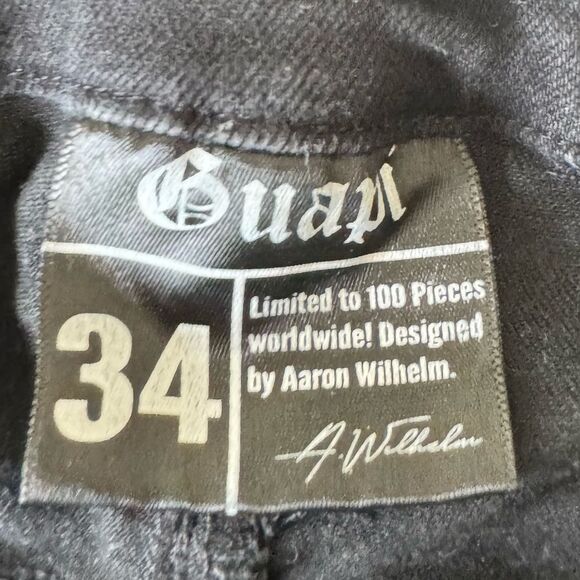 Guapi
34
Limited to 100 Pieces
worldwide! Designed
by Aaron Wilhelm.
A. Wilhelm